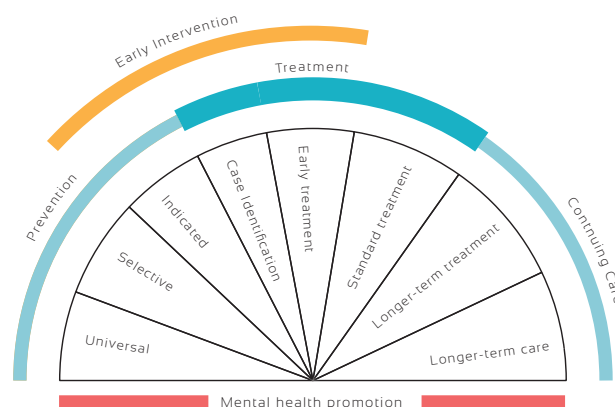 Early Intervention
Treatment
Prevention
Contnuing Care
Universal
Selective
Indicated
Case Identification
Early treatment
Standard treatment
Longer-term treatment
Longer-term care
Mental health promotion